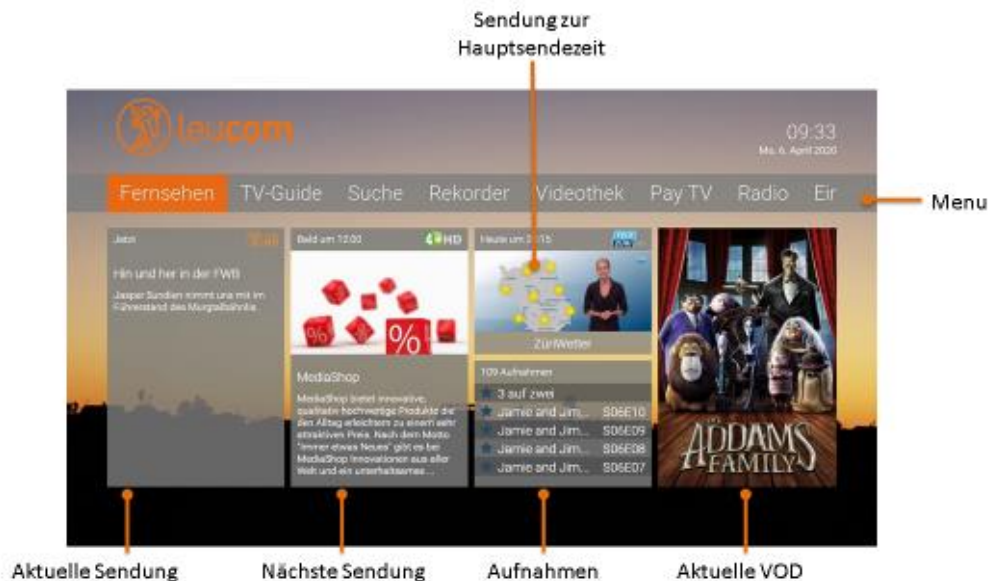 Sendung zur
Hauptsendezeit
leucom
09:33
Mo. 6. April 2020
Fernsehen TV-Guide Suche Rekorder Videothek Pay TV Radio Eir
Menu
Jetzt
Bald um 12:00
HD
Heute um
Hin und her in der FWB
Jasper Sundien nimmt uns mit im
Führerstand des Murgtalbähnlis.
%
%
ZüriWetter
MediaShop
MediaShop bietet innovative,
qualitativ hochwertige Produkte die
den Alltag erleichtern zu einem sehr
attraktiven Preis. Nach dem Motto
"Immer etwas Neues" gibt es bei
MediaShop Innovationen aus aller
Welt und ein unterhaltsames ...
109 Aufnahmen
3 auf zwei
Jamie and Jim... S06E10
Jamie and Jim... S06E09
Jamie and Jim... S06E08
Jamie and Jim... S06E07
THE
ADDAMS
FAMILY
Aktuelle Sendung
Nächste Sendung
Aufnahmen
Aktuelle VOD